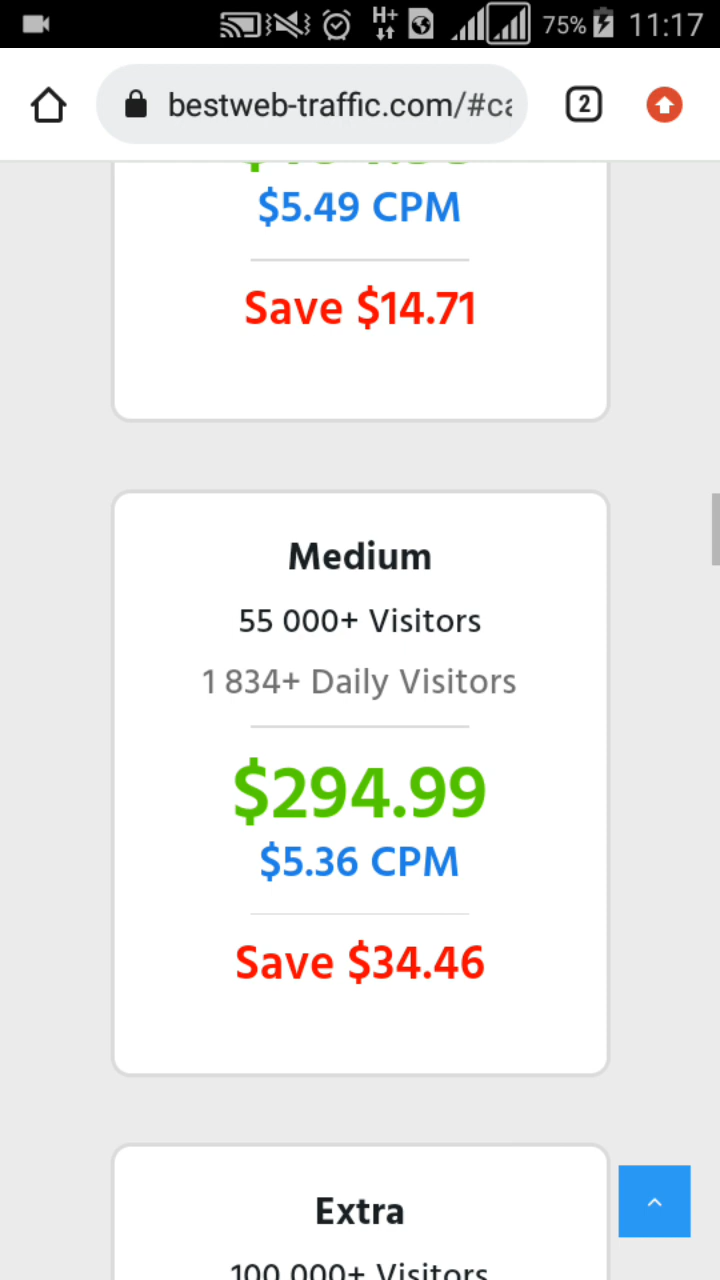 H+ 75% 11:17
bestweb-traffic.com/#ca
2
$5.49 CPM
Save $14.71
Medium
55 000+ Visitors
1 834+ Daily Visitors
$294.99
$5.36 CPM
Save $34.46
Extra
100 000+ Visitors